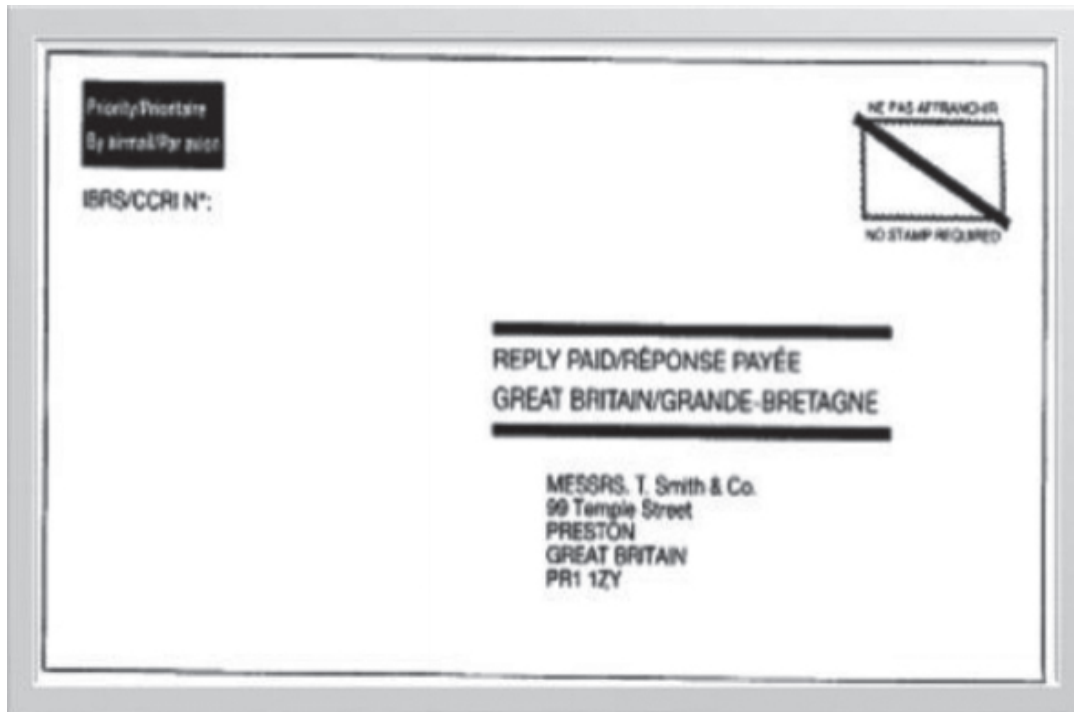 Priority/Prioritaire
By airmail/Par avion
IBRS/CCRI N°:
NE PAS AFFRANCHIR
NO STAMP REQUIRED
REPLY PAID/RÉPONSE PAYÉE
GREAT BRITAIN/GRANDE-BRETAGNE
MESSRS. T. Smith & Co.
99 Temple Street
PRESTON
GREAT BRITAIN
PR1 1ZY